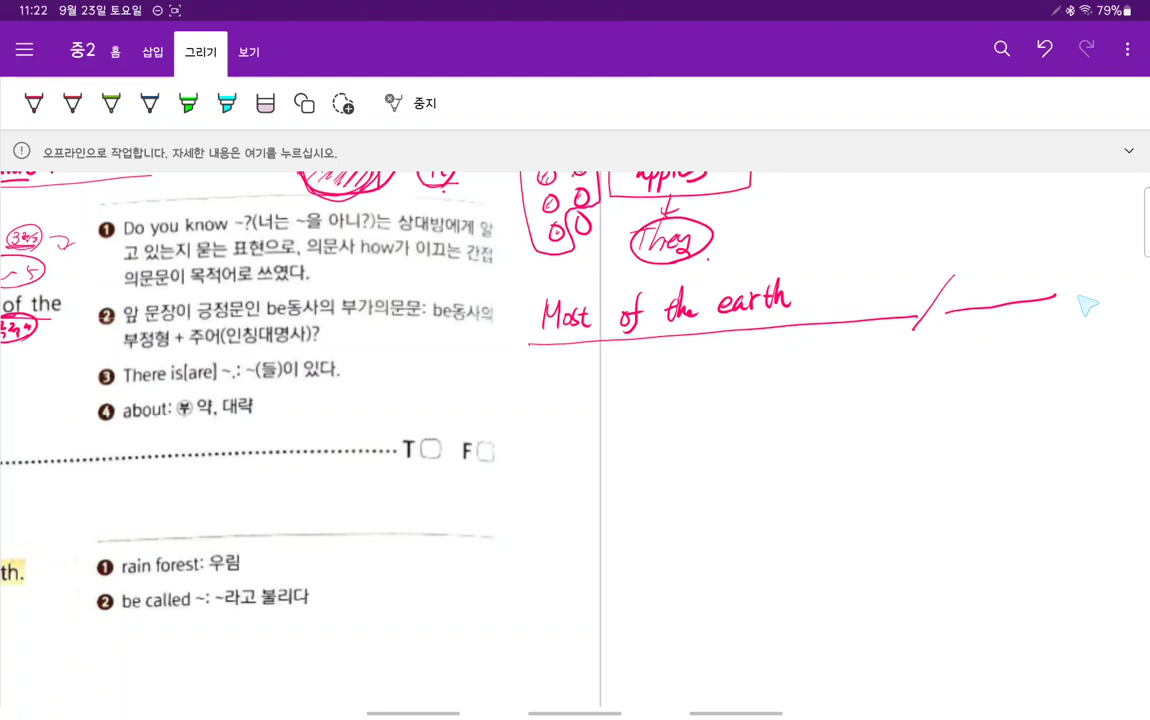 11:22 9월 23일 토요일 79%
중2 홈 삽입 그리기 보기
중지
오프라인으로 작업합니다. 자세한 내용은 여기를 누르십시오.
apples
They
① Do you know ~?(너는 ~을 아니?)는 상대방에게 알
고 있는지 묻는 표현으로, 의문사 how가 이끄는 간접
의문문이 목적어로 쓰였다.
of the
Most of the earth
② 앞 문장이 긍정문인 be동사의 부가의문문: be동사의
부정형 + 주어(인칭대명사)?
③ There is[are] ~.: ~(들)이 있다.
④ about: ㉾ 약, 대략
T F
① rain forest: 우림
th.
② be called ~: ~라고 불리다